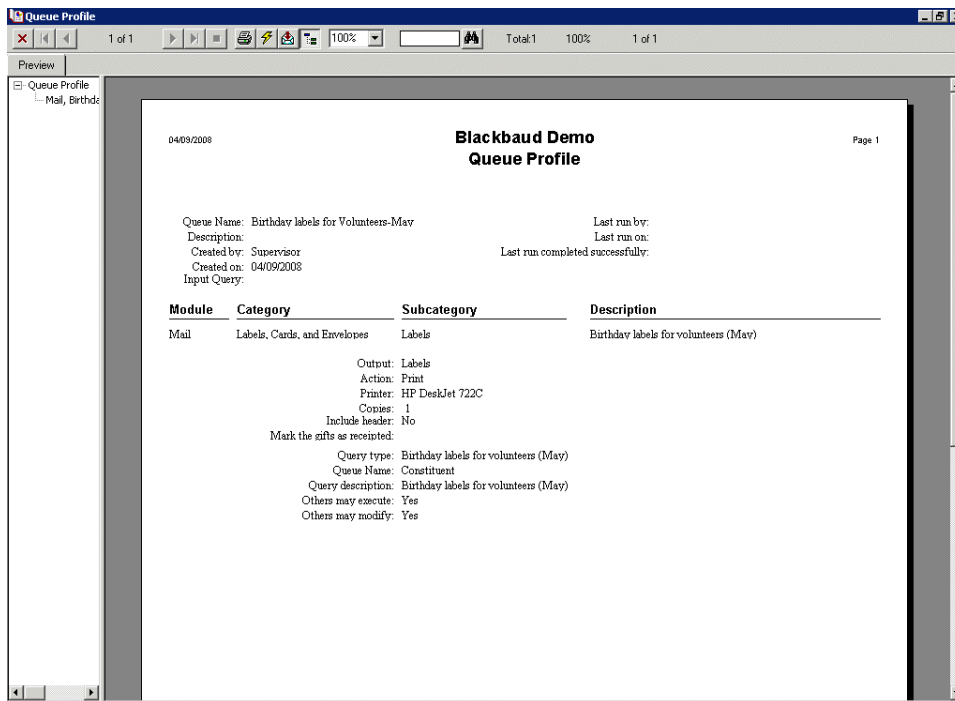 Queue Profile
1 of 1
100%
Total:1 100% 1 of 1
Preview
Queue Profile
Mail, Birthda
04/09/2008
Blackbaud Demo
Page 1
Queue Profile
Queue Name: Birthday labels for Volunteers-May
Last run by:
Description:
Last run on:
Created by: Supervisor
Last run completed successfully:
Created on: 04/09/2008
Input Query:
Module Category Subcategory Description
Mail Labels, Cards, and Envelopes Labels Birthday labels for volunteers (May)
Output: Labels
Action: Print
Printer: HP DeskJet 722C
Copies: 1
Include header: No
Mark the gifts as receipted:
Query type: Birthday labels for volunteers (May)
Queue Name: Constituent
Query description: Birthday labels for volunteers (May)
Others may execute: Yes
Others may modify: Yes